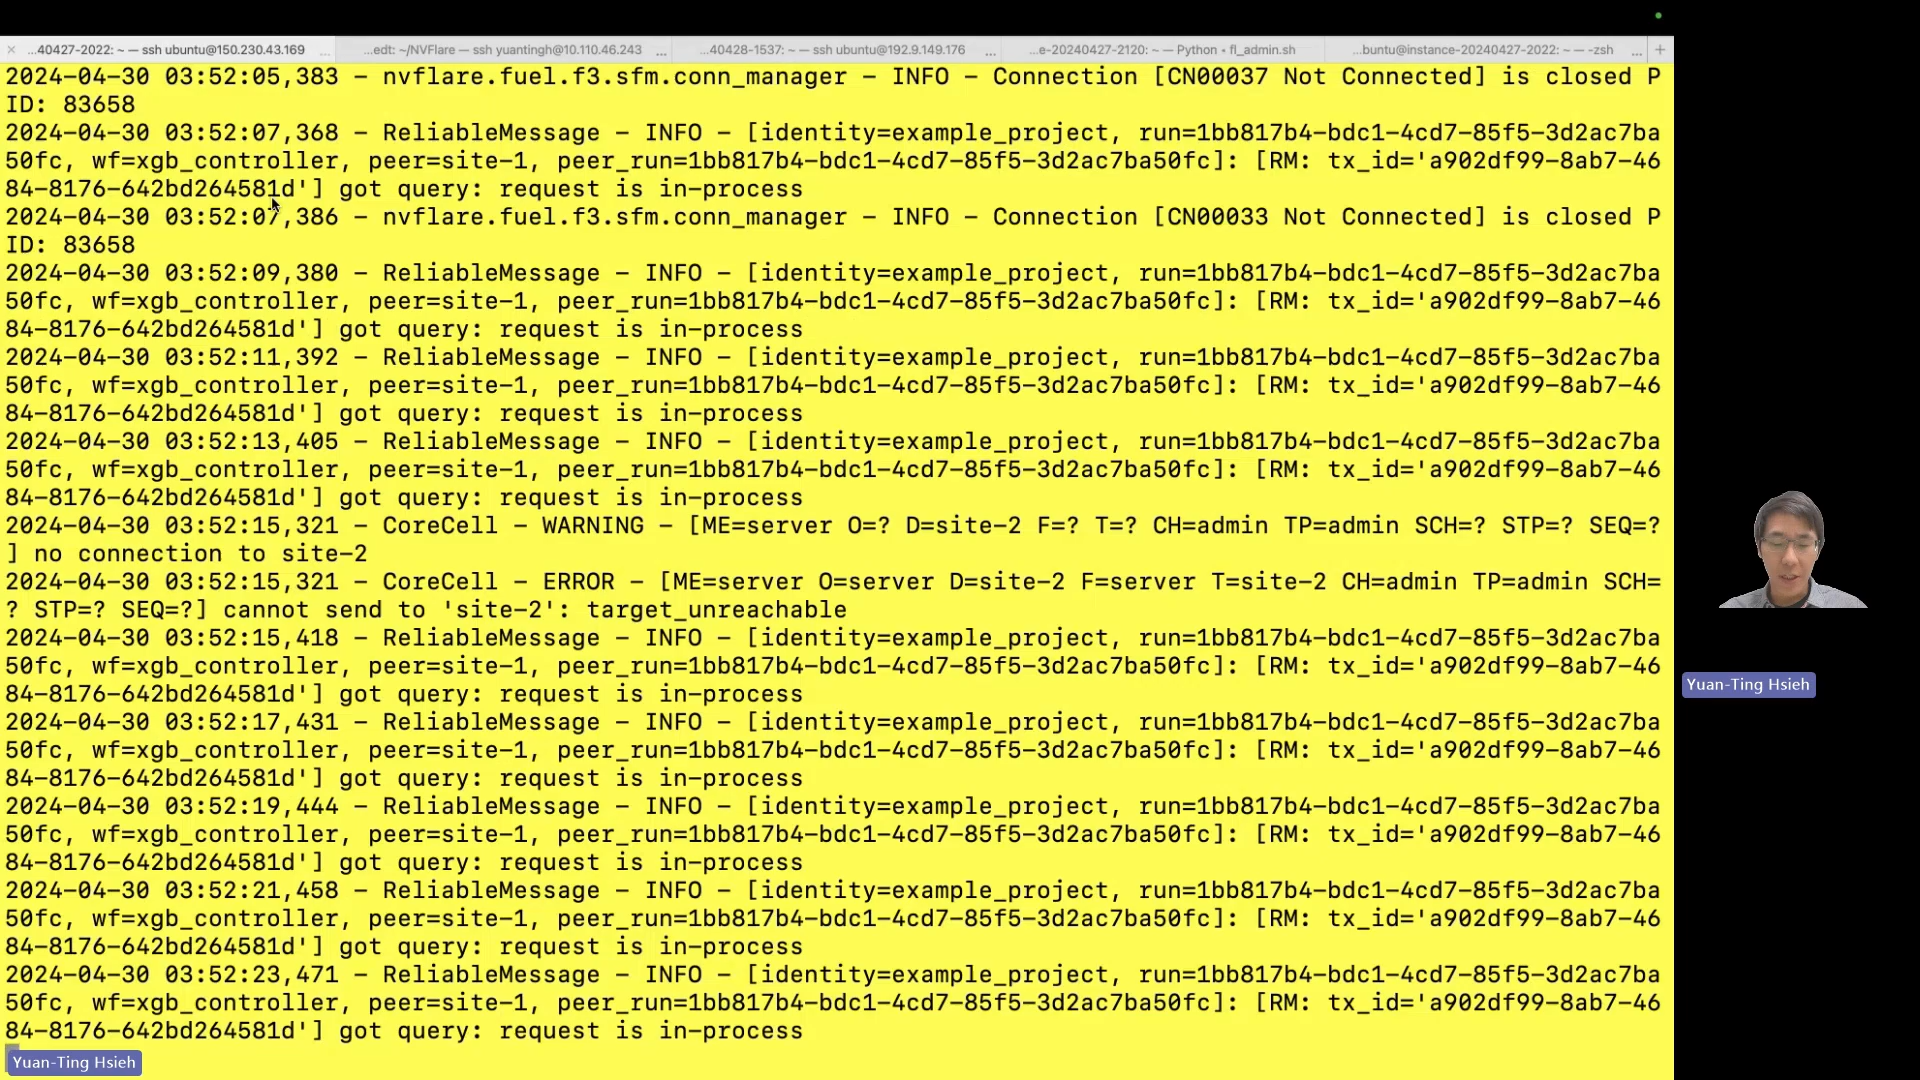 × ...40427-2022: ~ — ssh ubuntu@150.230.43.169 ... ...edt: ~/NVFlare — ssh yuantingh@10.110.46.243 ... ...40428-1537: ~ — ssh ubuntu@192.9.149.176 ... ...e-20240427-2120: ~ — Python • fl_admin.sh ...buntu@instance-20240427-2022: ~ — -zsh ... +
2024-04-30 03:52:05,383 - nvflare.fuel.f3.sfm.conn_manager - INFO - Connection [CN00037 Not Connected] is closed P
ID: 83658
2024-04-30 03:52:07,368 - ReliableMessage - INFO - [identity=example_project, run=1bb817b4-bdc1-4cd7-85f5-3d2ac7ba
50fc, wf=xgb_controller, peer=site-1, peer_run=1bb817b4-bdc1-4cd7-85f5-3d2ac7ba50fc]: [RM: tx_id='a902df99-8ab7-46
84-8176-642bd264581d'] got query: request is in-process
2024-04-30 03:52:07,386 - nvflare.fuel.f3.sfm.conn_manager - INFO - Connection [CN00033 Not Connected] is closed P
ID: 83658
2024-04-30 03:52:09,380 - ReliableMessage - INFO - [identity=example_project, run=1bb817b4-bdc1-4cd7-85f5-3d2ac7ba
50fc, wf=xgb_controller, peer=site-1, peer_run=1bb817b4-bdc1-4cd7-85f5-3d2ac7ba50fc]: [RM: tx_id='a902df99-8ab7-46
84-8176-642bd264581d'] got query: request is in-process
2024-04-30 03:52:11,392 - ReliableMessage - INFO - [identity=example_project, run=1bb817b4-bdc1-4cd7-85f5-3d2ac7ba
50fc, wf=xgb_controller, peer=site-1, peer_run=1bb817b4-bdc1-4cd7-85f5-3d2ac7ba50fc]: [RM: tx_id='a902df99-8ab7-46
84-8176-642bd264581d'] got query: request is in-process
2024-04-30 03:52:13,405 - ReliableMessage - INFO - [identity=example_project, run=1bb817b4-bdc1-4cd7-85f5-3d2ac7ba
50fc, wf=xgb_controller, peer=site-1, peer_run=1bb817b4-bdc1-4cd7-85f5-3d2ac7ba50fc]: [RM: tx_id='a902df99-8ab7-46
84-8176-642bd264581d'] got query: request is in-process
2024-04-30 03:52:15,321 - CoreCell - WARNING - [ME=server O=? D=site-2 F=? T=? CH=admin TP=admin SCH=? STP=? SEQ=?
] no connection to site-2
2024-04-30 03:52:15,321 - CoreCell - ERROR - [ME=server O=server D=site-2 F=server T=site-2 CH=admin TP=admin SCH=
? STP=? SEQ=?] cannot send to 'site-2': target_unreachable
2024-04-30 03:52:15,418 - ReliableMessage - INFO - [identity=example_project, run=1bb817b4-bdc1-4cd7-85f5-3d2ac7ba
50fc, wf=xgb_controller, peer=site-1, peer_run=1bb817b4-bdc1-4cd7-85f5-3d2ac7ba50fc]: [RM: tx_id='a902df99-8ab7-46
84-8176-642bd264581d'] got query: request is in-process
2024-04-30 03:52:17,431 - ReliableMessage - INFO - [identity=example_project, run=1bb817b4-bdc1-4cd7-85f5-3d2ac7ba
50fc, wf=xgb_controller, peer=site-1, peer_run=1bb817b4-bdc1-4cd7-85f5-3d2ac7ba50fc]: [RM: tx_id='a902df99-8ab7-46
84-8176-642bd264581d'] got query: request is in-process
2024-04-30 03:52:19,444 - ReliableMessage - INFO - [identity=example_project, run=1bb817b4-bdc1-4cd7-85f5-3d2ac7ba
50fc, wf=xgb_controller, peer=site-1, peer_run=1bb817b4-bdc1-4cd7-85f5-3d2ac7ba50fc]: [RM: tx_id='a902df99-8ab7-46
84-8176-642bd264581d'] got query: request is in-process
2024-04-30 03:52:21,458 - ReliableMessage - INFO - [identity=example_project, run=1bb817b4-bdc1-4cd7-85f5-3d2ac7ba
50fc, wf=xgb_controller, peer=site-1, peer_run=1bb817b4-bdc1-4cd7-85f5-3d2ac7ba50fc]: [RM: tx_id='a902df99-8ab7-46
84-8176-642bd264581d'] got query: request is in-process
2024-04-30 03:52:23,471 - ReliableMessage - INFO - [identity=example_project, run=1bb817b4-bdc1-4cd7-85f5-3d2ac7ba
50fc, wf=xgb_controller, peer=site-1, peer_run=1bb817b4-bdc1-4cd7-85f5-3d2ac7ba50fc]: [RM: tx_id='a902df99-8ab7-46
84-8176-642bd264581d'] got query: request is in-process
Yuan-Ting Hsieh
Yuan-Ting Hsieh